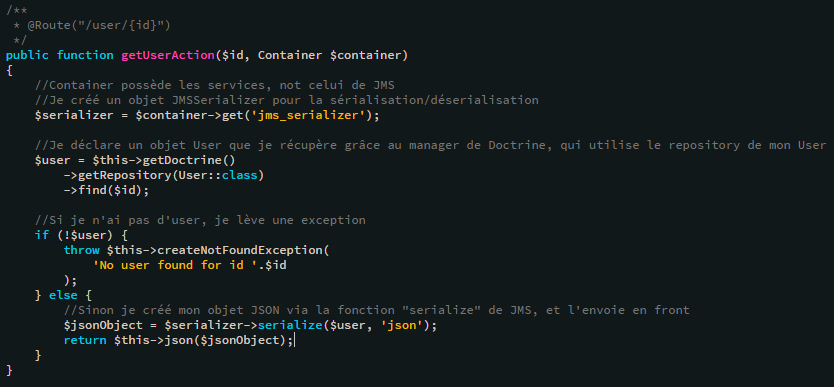 /**
 * @Route("/user/{id}")
 */
public function getUserAction($id, Container $container)
{
    //Container possède les services, not celui de JMS
    //Je créé un objet JMSSerializer pour la sérialisation/déserialisation
    $serializer = $container->get('jms_serializer');

    //Je déclare un objet User que je récupère grâce au manager de Doctrine, qui utilise le repository de mon User
    $user = $this->getDoctrine()
        ->getRepository(User::class)
        ->find($id);

    //Si je n'ai pas d'user, je lève une exception
    if (!$user) {
        throw $this->createNotFoundException(
            'No user found for id '.$id
        );
    } else {
        //Sinon je créé mon objet JSON via la fonction "serialize" de JMS, et l'envoie en front
        $jsonObject = $serializer->serialize($user, 'json');
        return $this->json($jsonObject);
    }
}